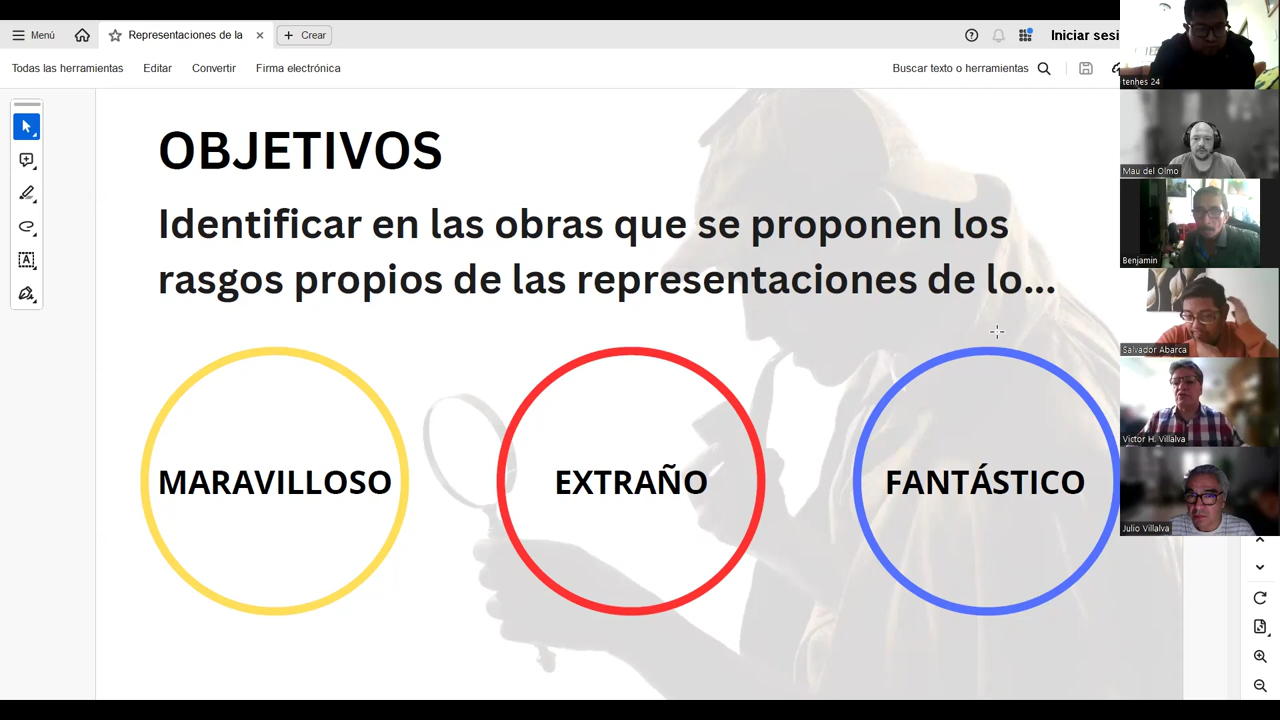 Menú
Representaciones de la
Crear
Iniciar sesi
Todas las herramientas
Editar
Convertir
Firma electrónica
Buscar texto o herramientas
OBJETIVOS
Identificar en las obras que se proponen los
rasgos propios de las representaciones de lo...
MARAVILLOSO
EXTRAÑO
FANTÁSTICO
tenhes 24
Mau del Olmo
Benjamin
Salvador Abarca
Victor H. Villalva
Julio Villalva